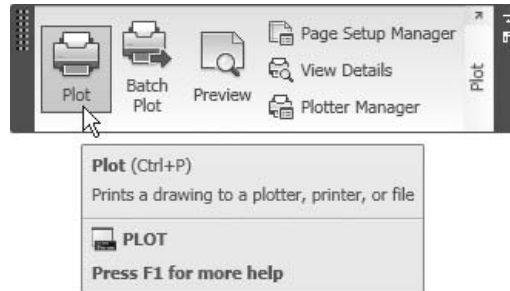 Plot
Batch
Plot
Preview
Page Setup Manager
View Details
Plotter Manager
Plot
Plot (Ctrl+P)
Prints a drawing to a plotter, printer, or file
PLOT
Press F1 for more help